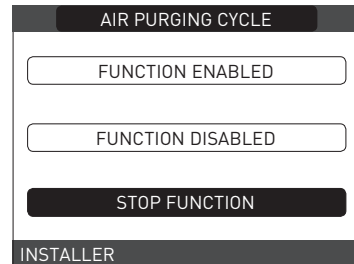 AIR PURGING CYCLE
FUNCTION ENABLED
FUNCTION DISABLED
STOP FUNCTION
INSTALLER